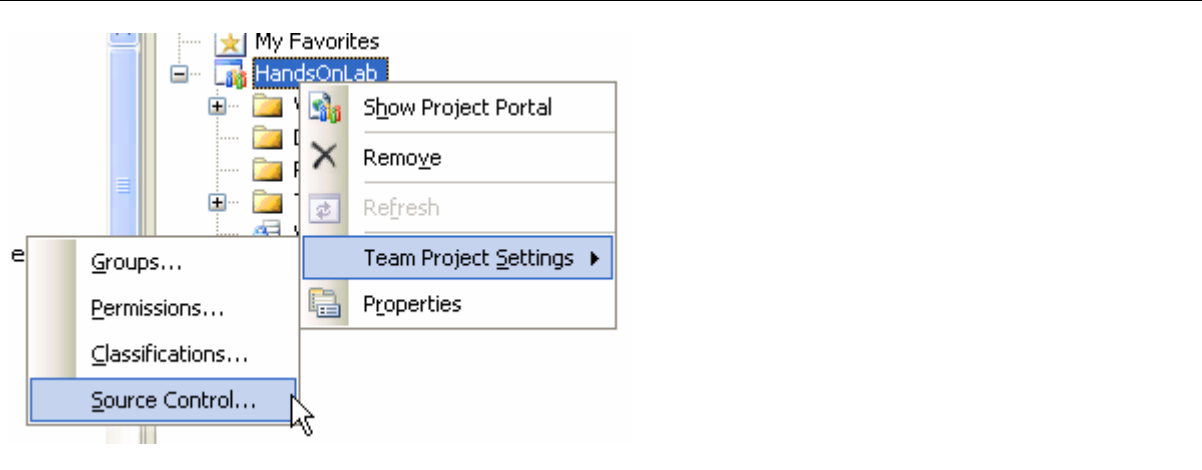 My Favorites
HandsOnLab
Show Project Portal
Remove
Refresh
Team Project Settings
Properties
Groups...
Permissions...
Classifications...
Source Control...